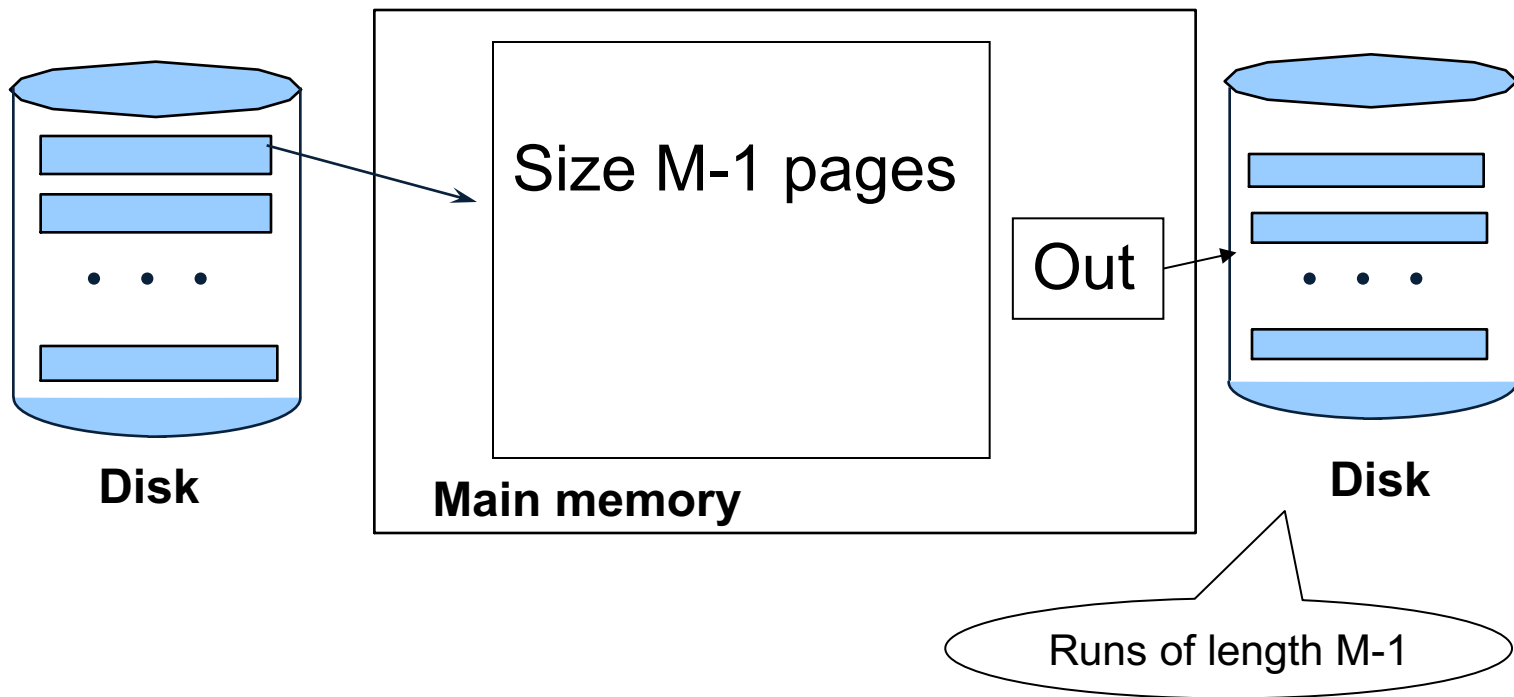 Size M-1 pages
Out
Disk
Main memory
Disk
Runs of length M-1